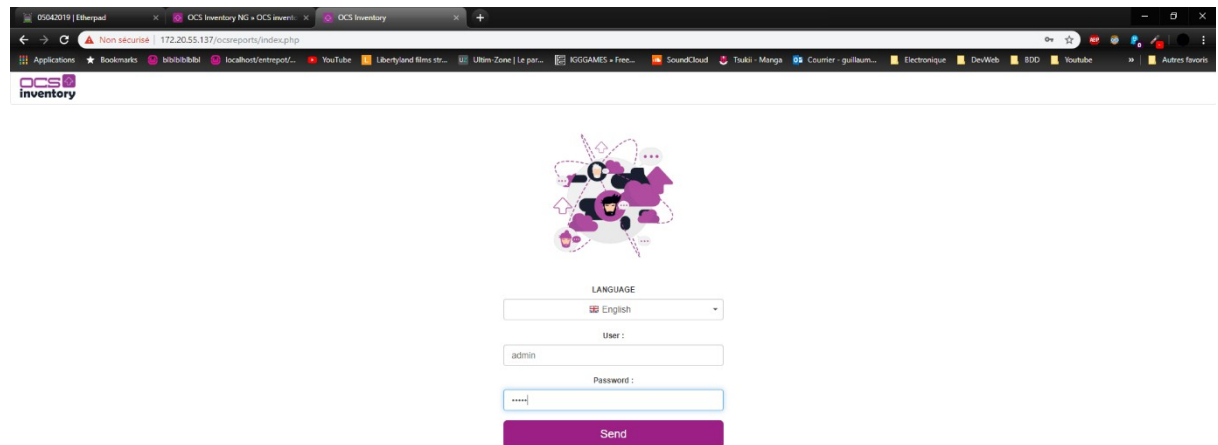 05042019 | Etherpad
OCS Inventory NG » OCS invento
OCS Inventory
Non sécurisé | 172.20.55.137/ocsreports/index.php
Applications Bookmarks blblblblblbl localhost/entrepot/... YouTube Libertyland films str... Ultim-Zone | Le par... IGGGAMES » Free... SoundCloud Tsukii - Manga Courrier - guillaum... Electronique DevWeb BDD Youtube » Autres favoris
OCS
inventory
LANGUAGE
English
User :
admin
Password :
•••••
Send